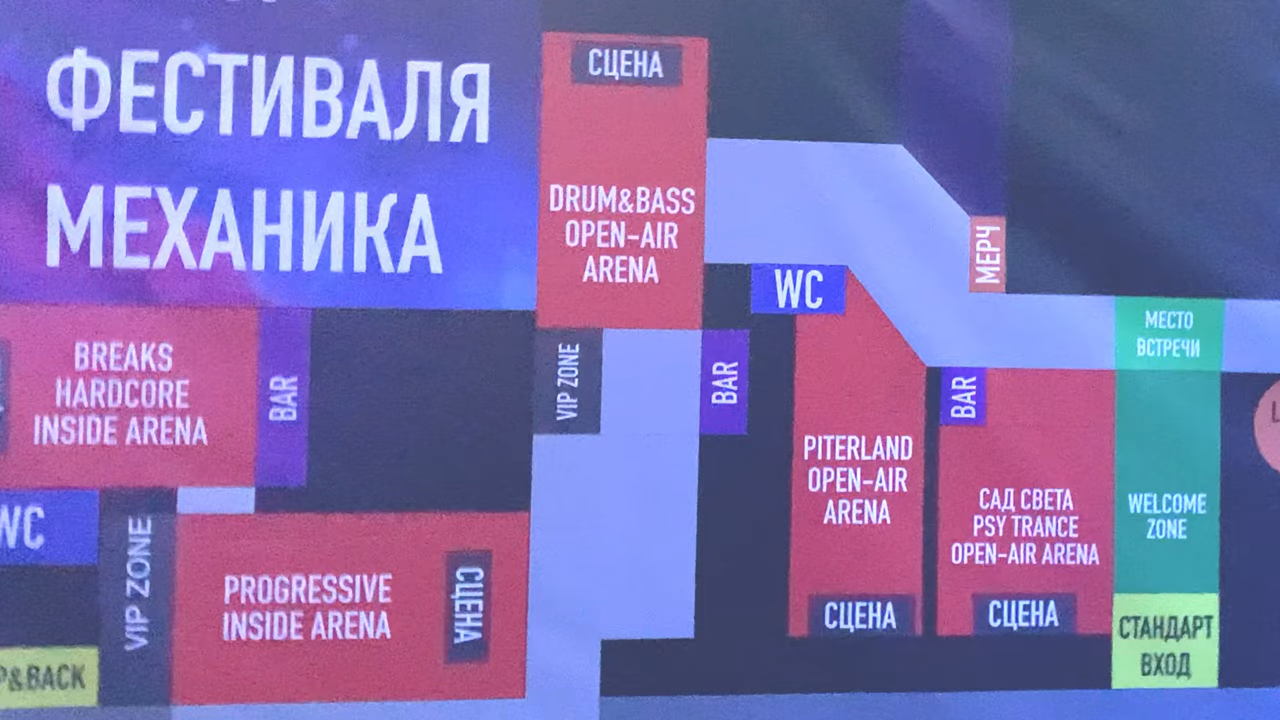 ФЕСТИВАЛЯ
МЕХАНИКА
СЦЕНА
DRUM&BASS
OPEN-AIR
ARENA
МЕРЧ
WC
МЕСТО
ВСТРЕЧИ
BREAKS
HARDCORE
INSIDE ARENA
BAR
VIP ZONE
BAR
BAR
PITERLAND
OPEN-AIR
ARENA
СЦЕНА
САД СВЕТА
PSY TRANCE
OPEN-AIR ARENA
СЦЕНА
WELCOME
ZONE
СТАНДАРТ
ВХОД
WC
VIP ZONE
PROGRESSIVE
INSIDE ARENA
СЦЕНА
P&BACK